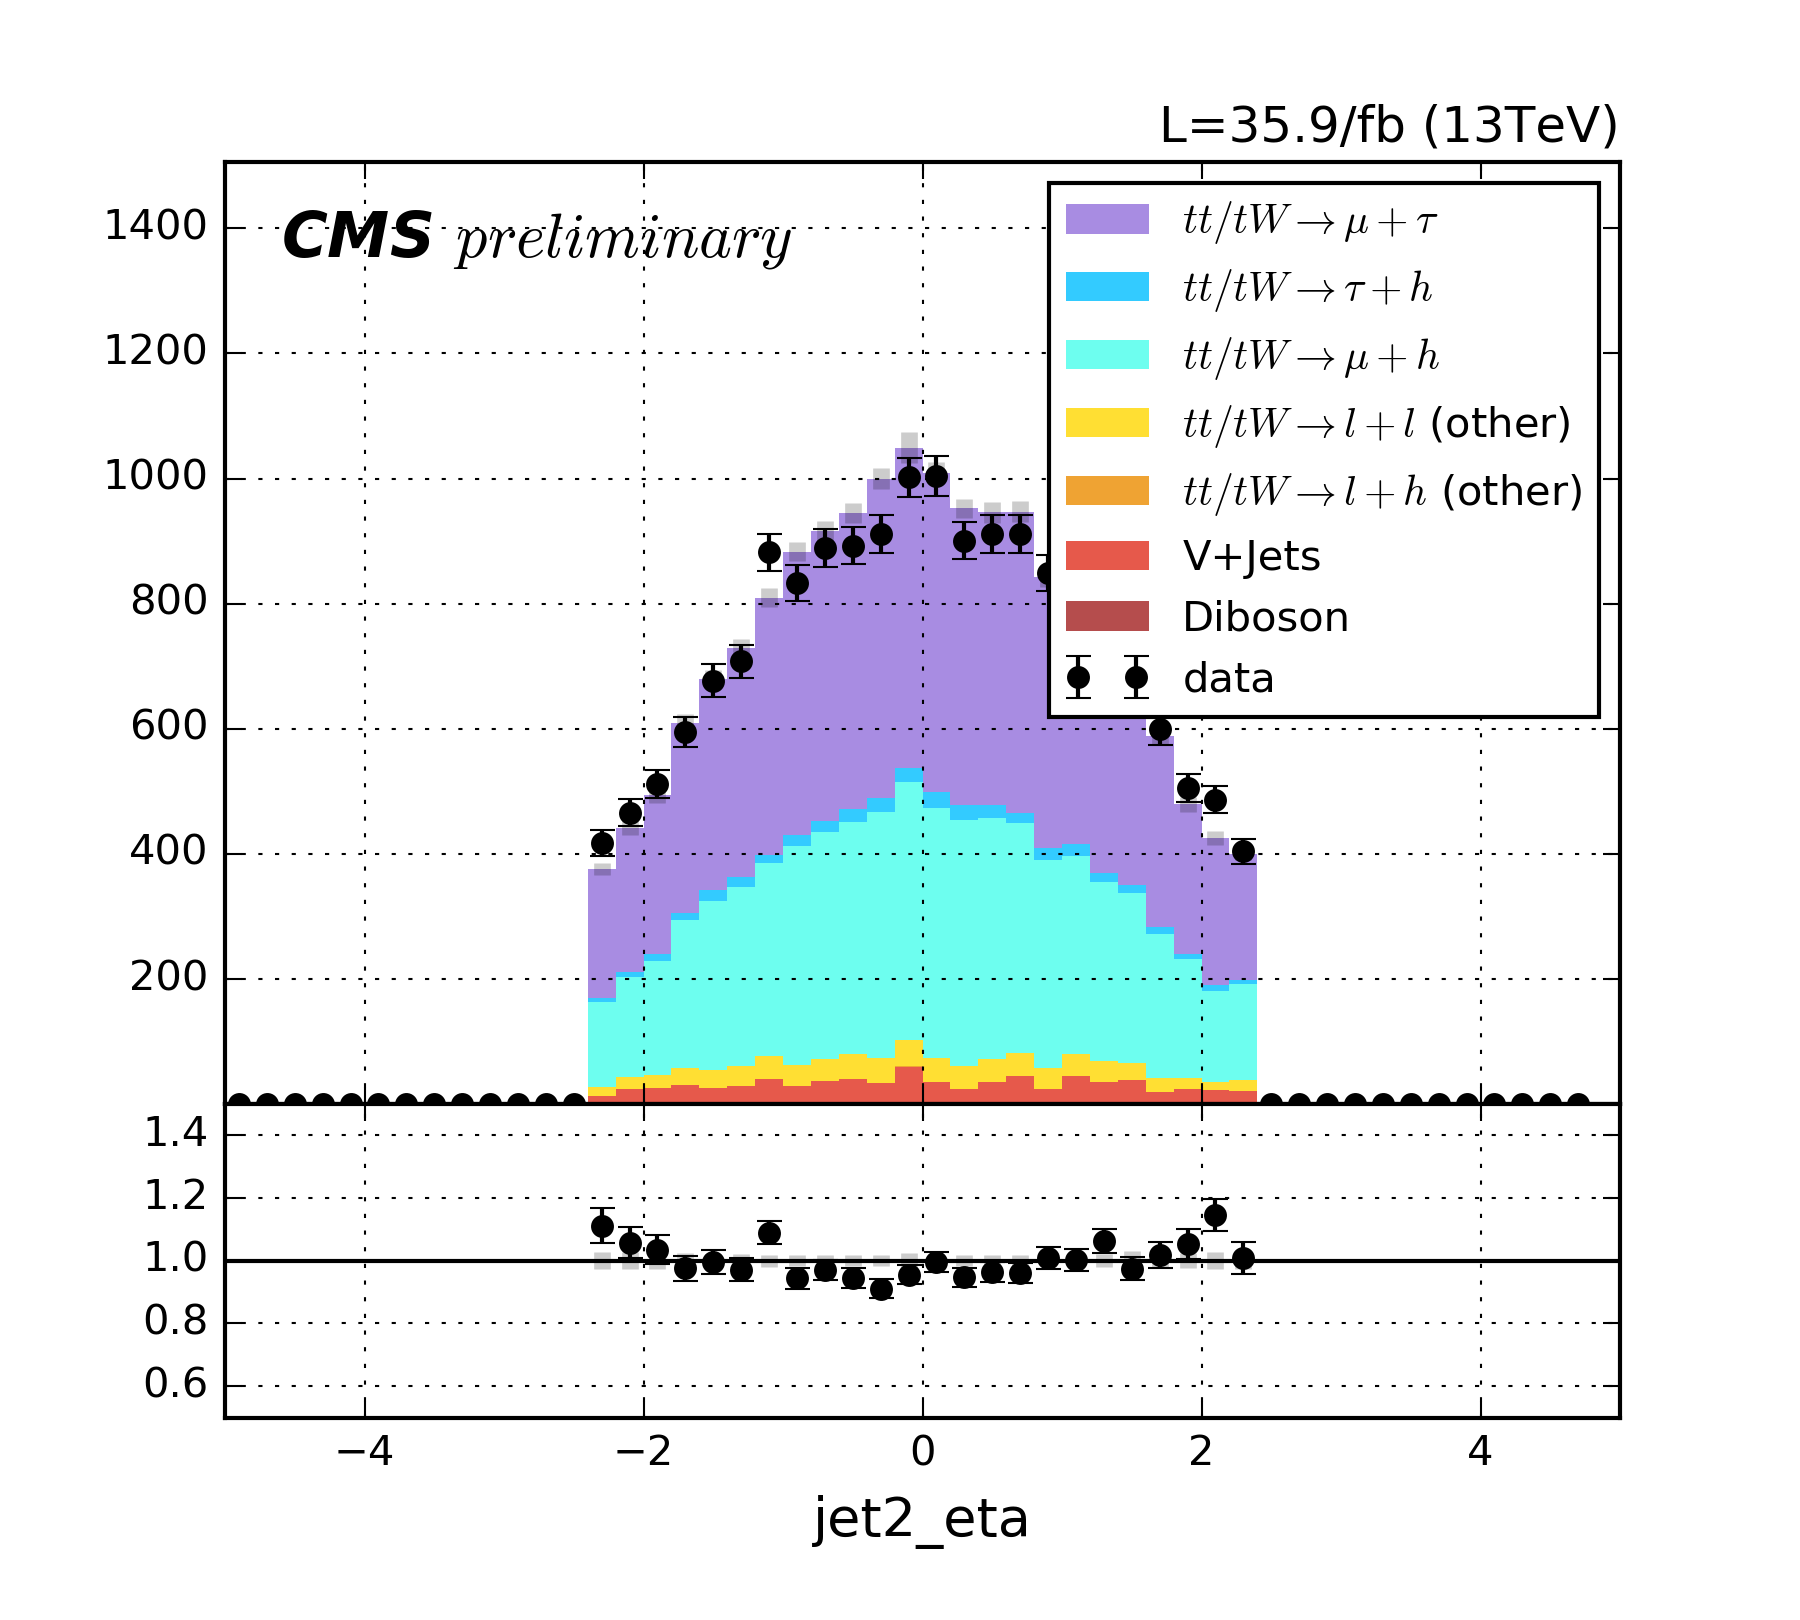 L=35.9/fb (13TeV)
CMS preliminary
tt/tW→μ+τ
tt/tW→τ+h
tt/tW→μ+h
tt/tW→l+l (other)
tt/tW→l+h (other)
V+Jets
Diboson
data
1400
1200
1000
800
600
400
200
1.4
1.2
1.0
0.8
0.6
−4 −2 0 2 4
jet2_eta